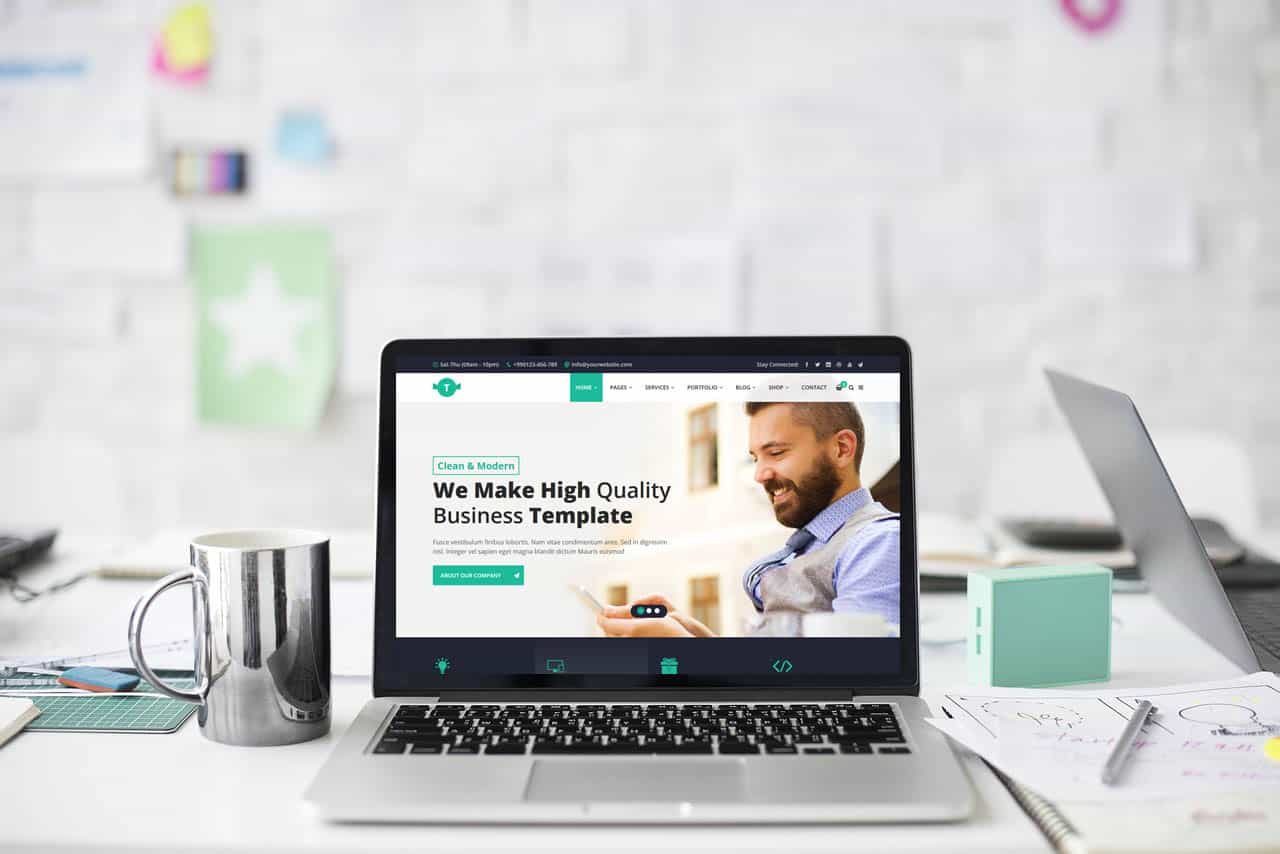 Sat-Thu (09am - 10pm) +990123-456-789 info@yourwebsite.com Stay Connected:
T
HOME PAGES SERVICES PORTFOLIO BLOG SHOP CONTACT
Clean & Modern
We Make High Quality
Business Template
Fusce vestibulum finibus lobortis. Nam vitae condimentum ares. Sed in dignissim
nisl. Integer vel sapien eget magna blandit dictum Mauris euismod
ABOUT OUR COMPANY